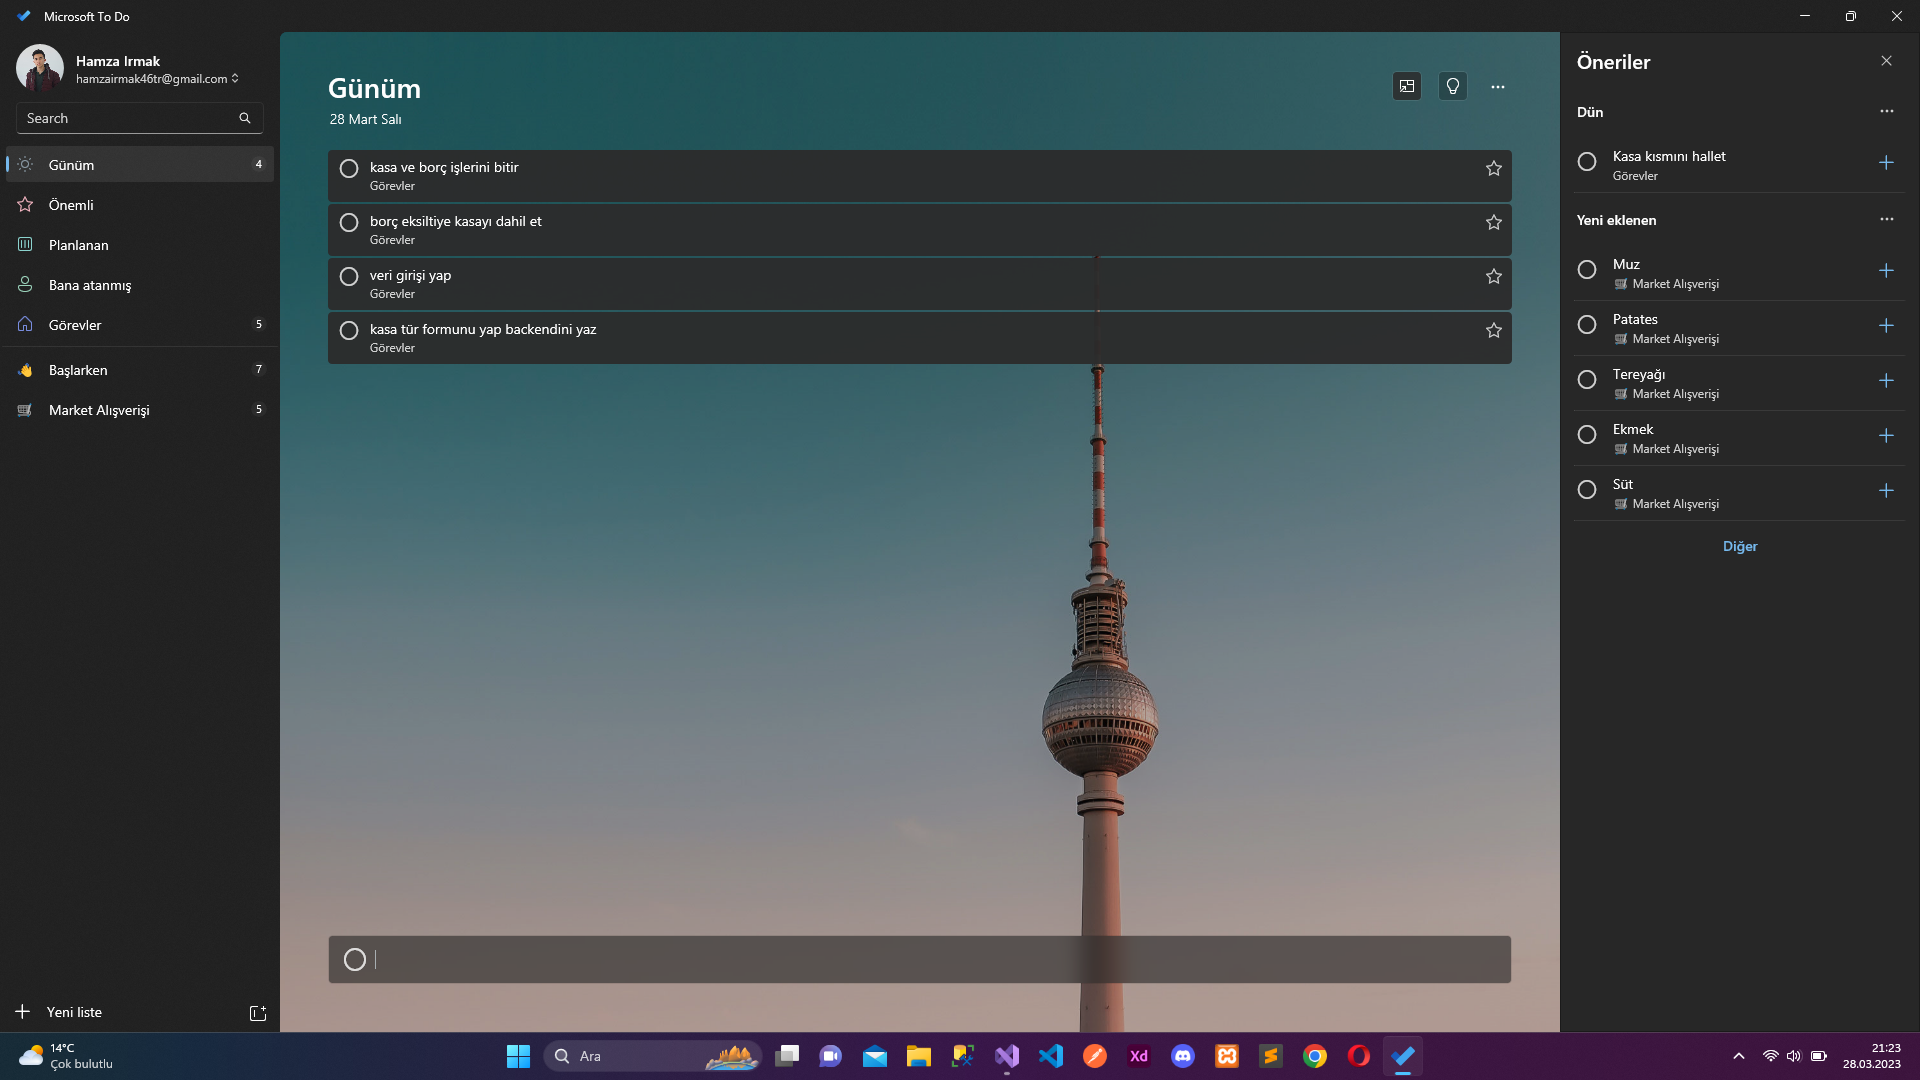 Microsoft To Do
Hamza Irmak
hamzairmak46tr@gmail.com
Search
Günüm 4
Önemli
Planlanan
Bana atanmış
Görevler 5
Başlarken 7
Market Alışverişi 5
Yeni liste
Günüm
28 Mart Salı
kasa ve borç işlerini bitir
Görevler
borç eksiltiye kasayı dahil et
Görevler
veri girişi yap
Görevler
kasa tür formunu yap backendini yaz
Görevler
Öneriler
Dün
Kasa kısmını hallet
Görevler
Yeni eklenen
Muz
Market Alışverişi
Patates
Market Alışverişi
Tereyağı
Market Alışverişi
Ekmek
Market Alışverişi
Süt
Market Alışverişi
Diğer
14°C
Çok bulutlu
Ara
Xd
21:23
28.03.2023